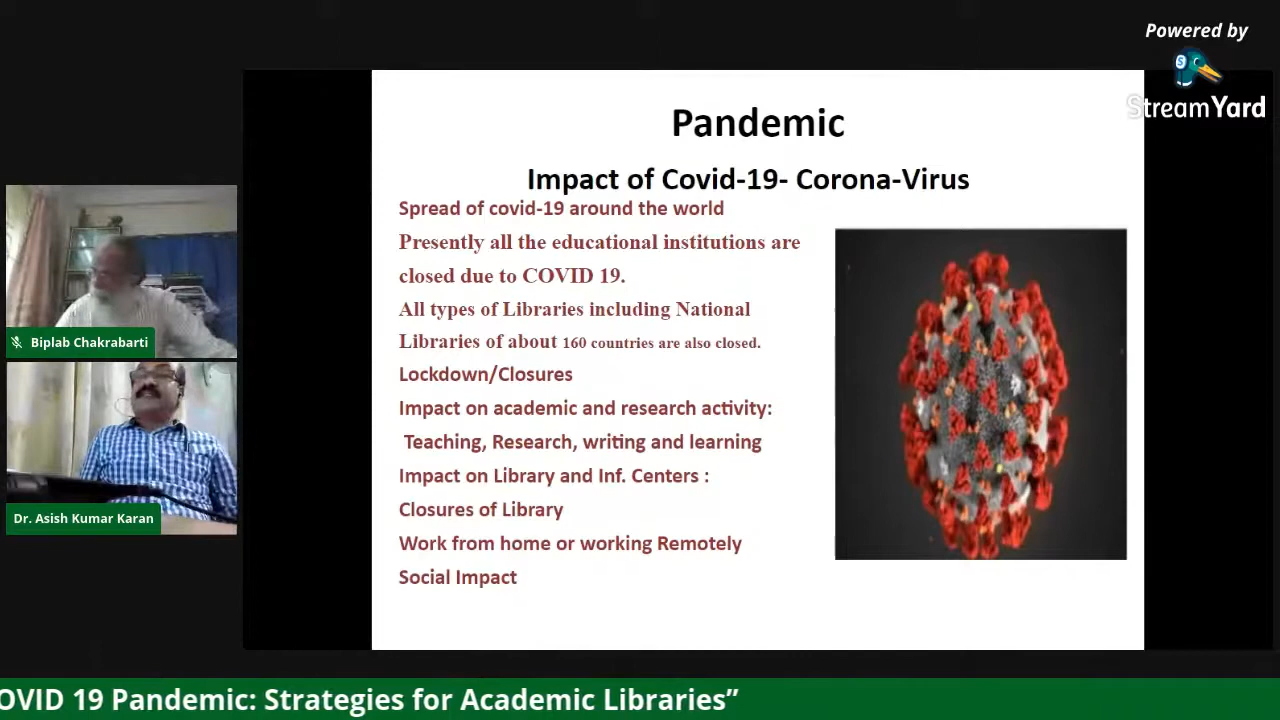 Powered by
StreamYard
Pandemic
Impact of Covid-19- Corona-Virus
Spread of covid-19 around the world
Presently all the educational institutions are
closed due to COVID 19.
All types of Libraries including National
Libraries of about 160 countries are also closed.
Lockdown/Closures
Impact on academic and research activity:
Teaching, Research, writing and learning
Impact on Library and Inf. Centers :
Closures of Library
Work from home or working Remotely
Social Impact
Biplab Chakrabarti
Dr. Asish Kumar Karan
OVID 19 Pandemic: Strategies for Academic Libraries”